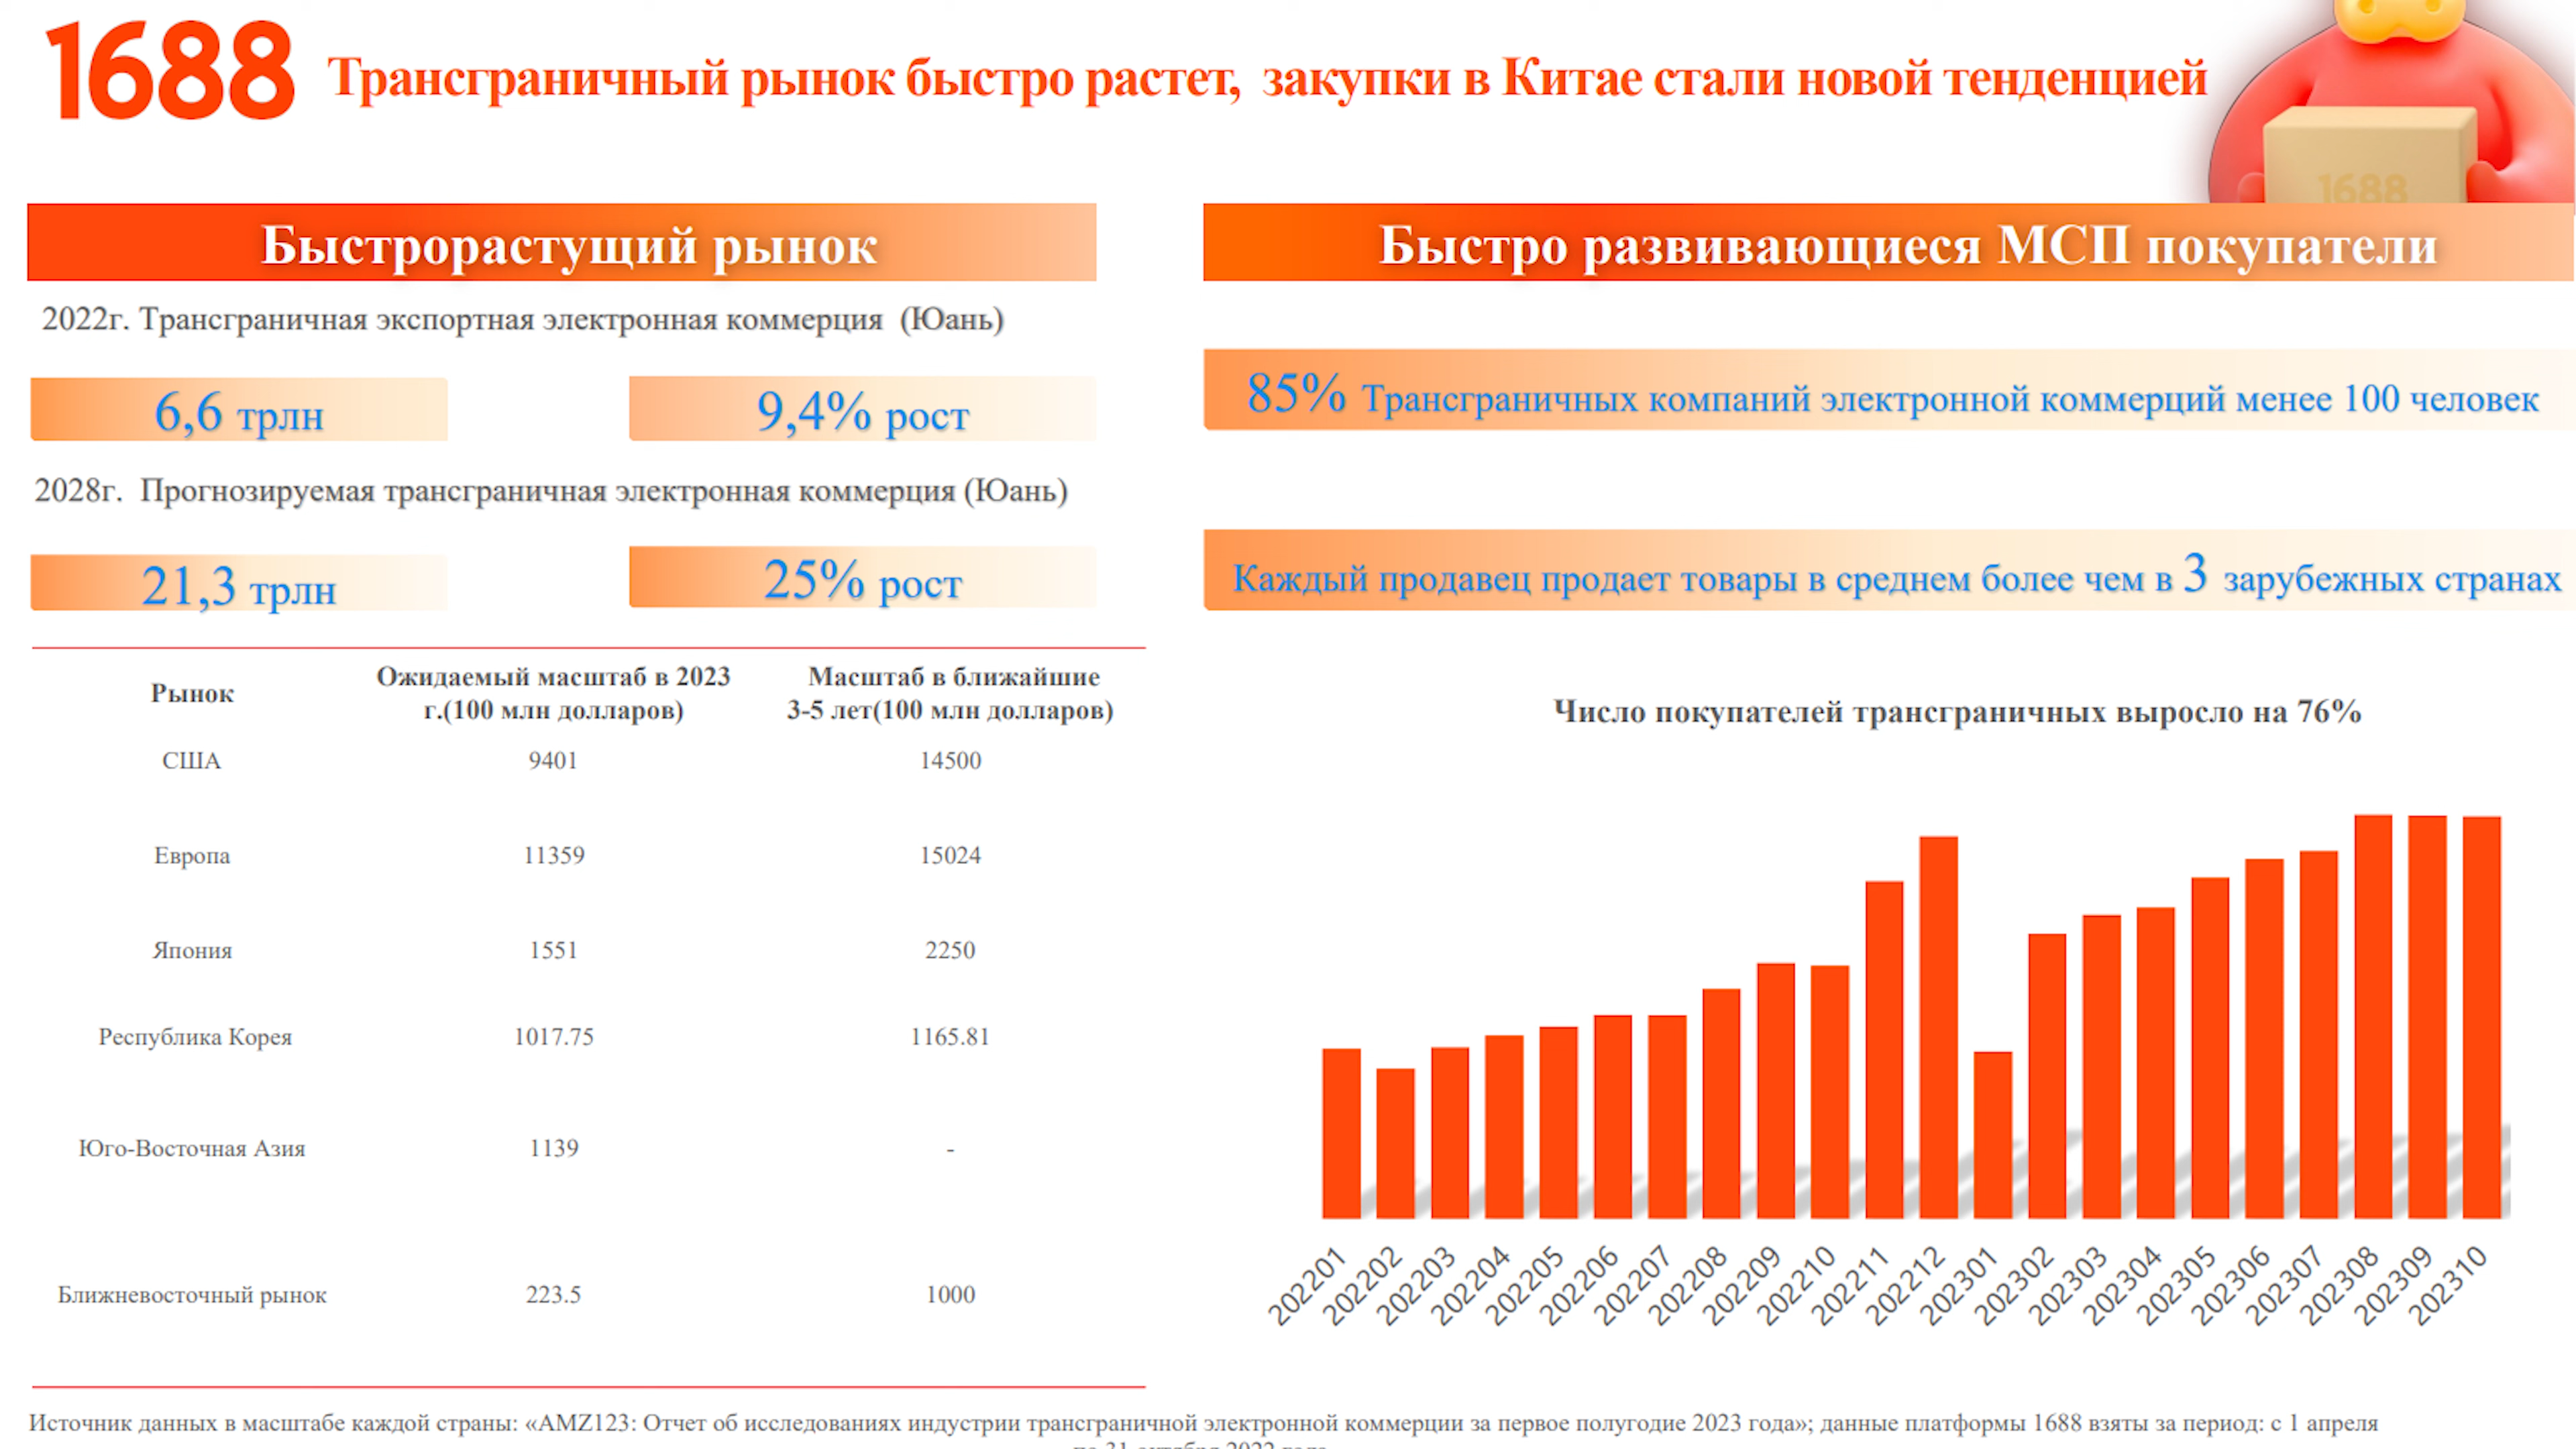 1688 Трансграничный рынок быстро растет, закупки в Китае стали новой тенденцией
1688
Быстрорастущий рынок
2022г. Трансграничная экспортная электронная коммерция (Юань)
6,6 трлн
9,4% рост
2028г. Прогнозируемая трансграничная электронная коммерция (Юань)
21,3 трлн
25% рост
Рынок
Ожидаемый масштаб в 2023
г.(100 млн долларов)
Масштаб в ближайшие
3-5 лет(100 млн долларов)
США 9401 14500
Европа 11359 15024
Япония 1551 2250
Республика Корея 1017.75 1165.81
Юго-Восточная Азия 1139 -
Ближневосточный рынок 223.5 1000
Быстро развивающиеся МСП покупатели
85% Трансграничных компаний электронной коммерций менее 100 человек
Каждый продавец продает товары в среднем более чем в 3 зарубежных странах
Число покупателей трансграничных выросло на 76%
202201 202202 202203 202204 202205 202206 202207 202208 202209 202210 202211 202212 202301 202302 202303 202304 202305 202306 202307 202308 202309 202310
Источник данных в масштабе каждой страны: «AMZ123: Отчет об исследованиях индустрии трансграничной электронной коммерции за первое полугодие 2023 года»; данные платформы 1688 взяты за период: с 1 апреля